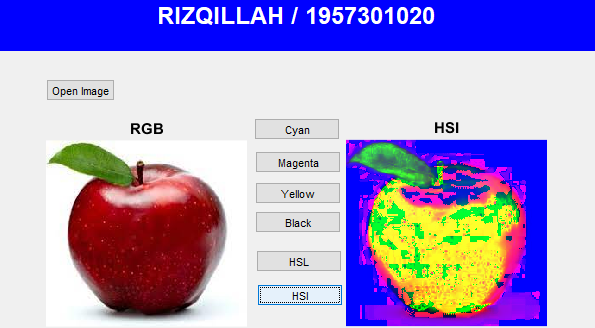 RIZQILLAH / 1957301020
Open Image
RGB
Cyan
Magenta
Yellow
Black
HSL
HSI
HSI